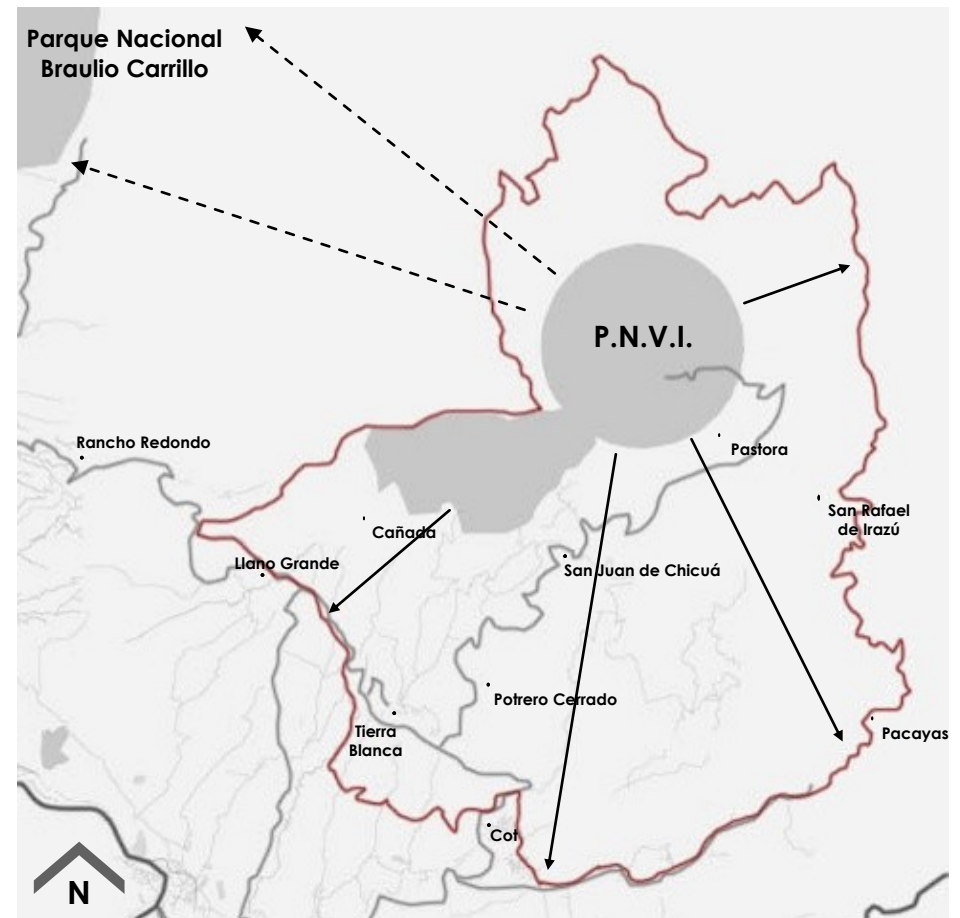 Parque Nacional
Braulio Carrillo
P.N.V.I.
Rancho Redondo
Pastora
San Rafael
de Irazú
Cañada
Llano Grande
San Juan de Chicuá
Potrero Cerrado
Tierra
Blanca
Pacayas
Cot
N